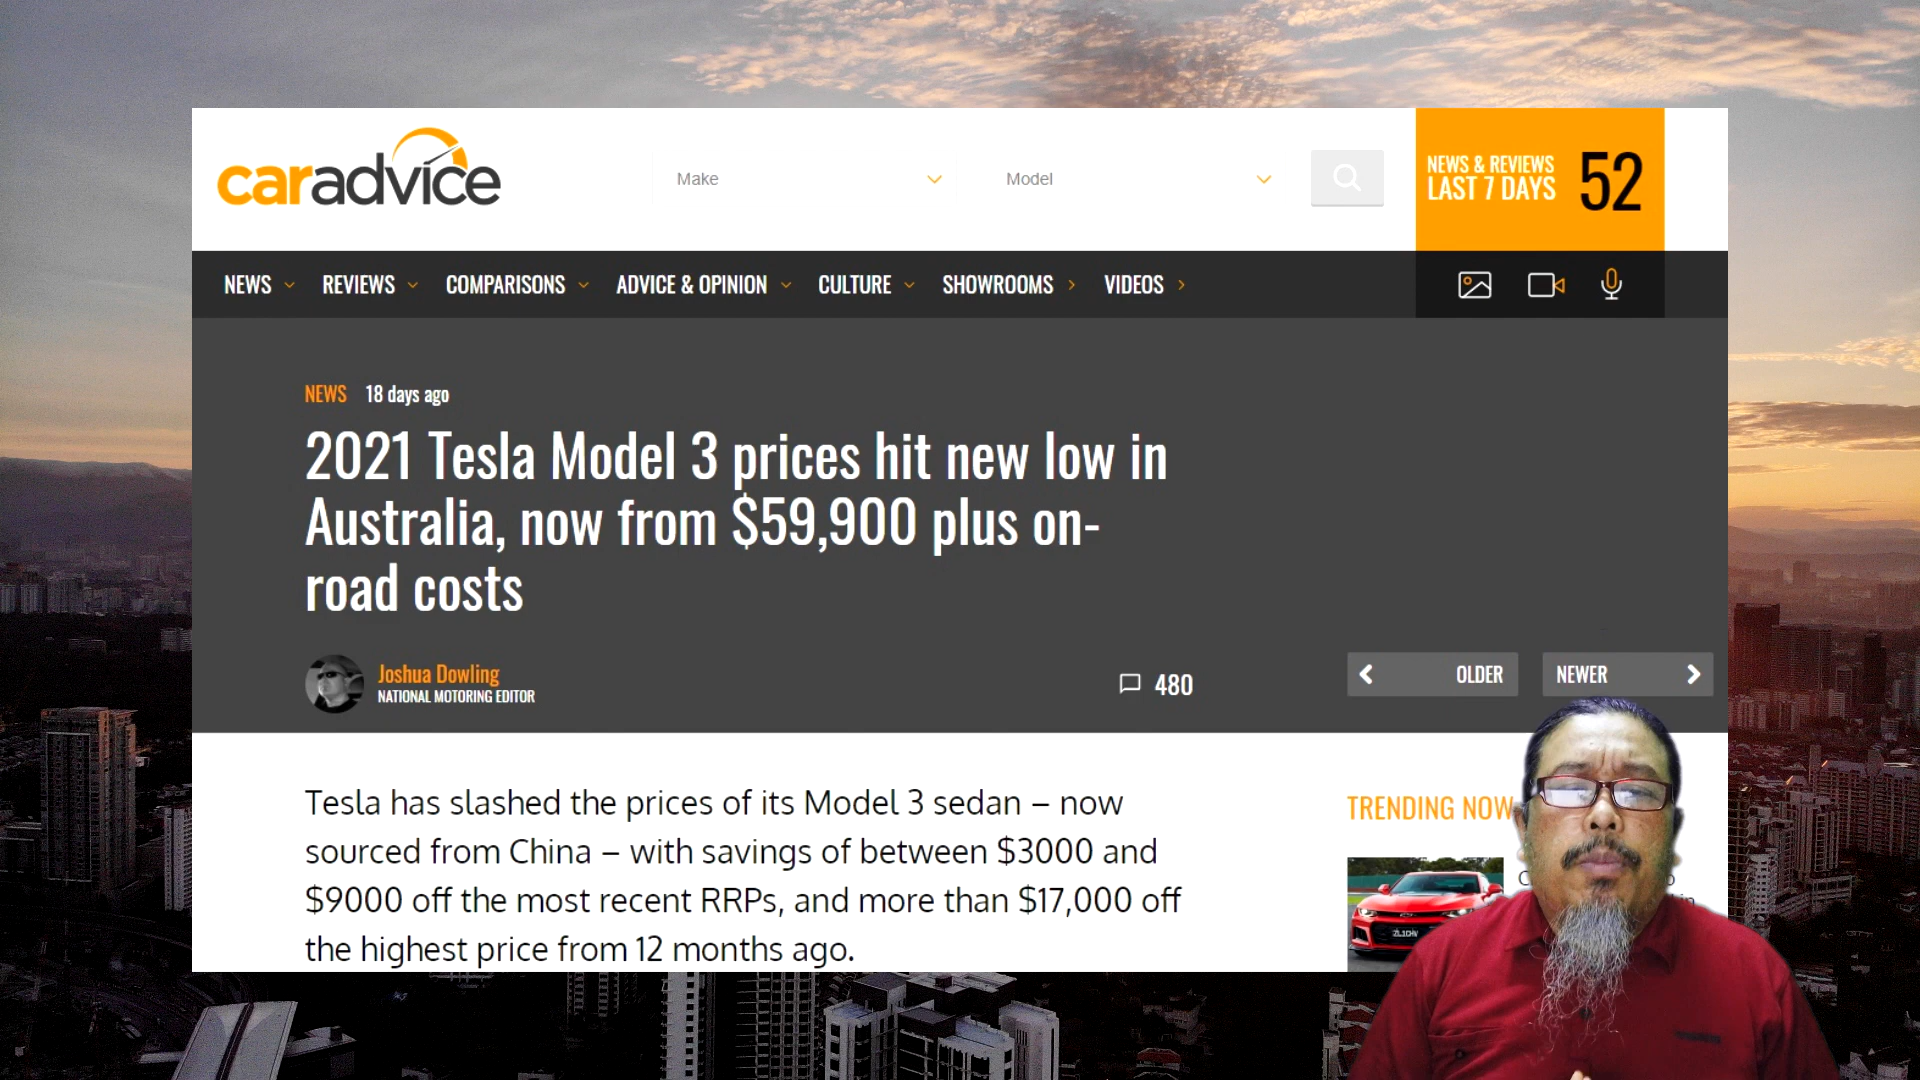 caradvice
Make
Model
NEWS & REVIEWS
LAST 7 DAYS
52
NEWS
REVIEWS
COMPARISONS
ADVICE & OPINION
CULTURE
SHOWROOMS
VIDEOS
NEWS 18 days ago
2021 Tesla Model 3 prices hit new low in
Australia, now from $59,900 plus on-
road costs
Joshua Dowling
NATIONAL MOTORING EDITOR
480
OLDER
NEWER
Tesla has slashed the prices of its Model 3 sedan – now
sourced from China – with savings of between $3000 and
$9000 off the most recent RRPs, and more than $17,000 off
the highest price from 12 months ago.
TRENDING NOW